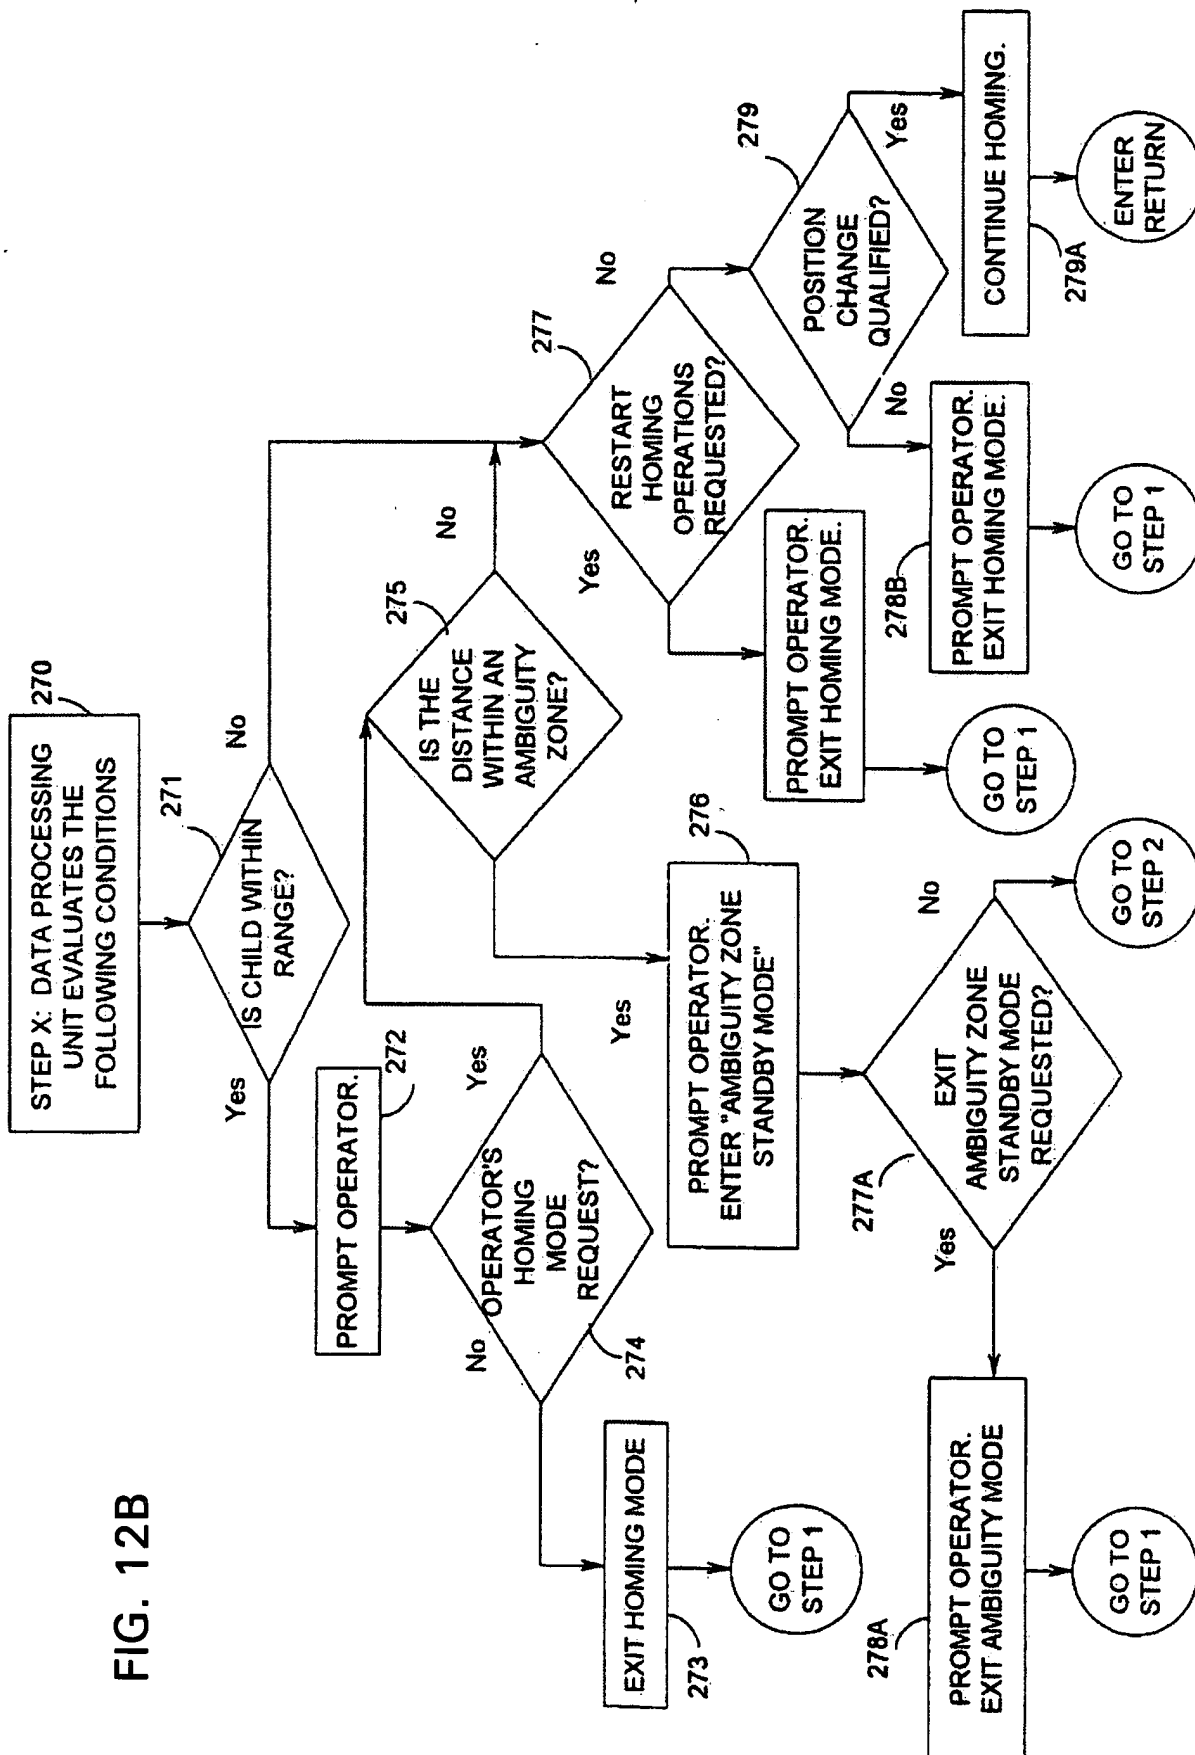 FIG. 12B
STEP X: DATA PROCESSING
UNIT EVALUATES THE
FOLLOWING CONDITIONS
270
271
IS CHILD WITHIN
RANGE?
Yes
No
PROMPT OPERATOR.
272
OPERATOR'S
HOMING
MODE
REQUEST?
274
No
Yes
EXIT HOMING MODE
273
GO TO
STEP 1
275
IS THE
DISTANCE
WITHIN AN
AMBIGUITY
ZONE?
No
Yes
PROMPT OPERATOR.
ENTER "AMBIGUITY ZONE
STANDBY MODE"
276
EXIT
AMBIGUITY ZONE
STANDBY MODE
REQUESTED?
277A
Yes
No
PROMPT OPERATOR.
EXIT AMBIGUITY MODE
278A
GO TO
STEP 1
GO TO
STEP 2
277
RESTART
HOMING
OPERATIONS
REQUESTED?
Yes
No
PROMPT OPERATOR.
EXIT HOMING MODE.
GO TO
STEP 1
279
POSITION
CHANGE
QUALIFIED?
No
Yes
PROMPT OPERATOR.
EXIT HOMING MODE.
278B
GO TO
STEP 1
CONTINUE HOMING.
279A
ENTER
RETURN